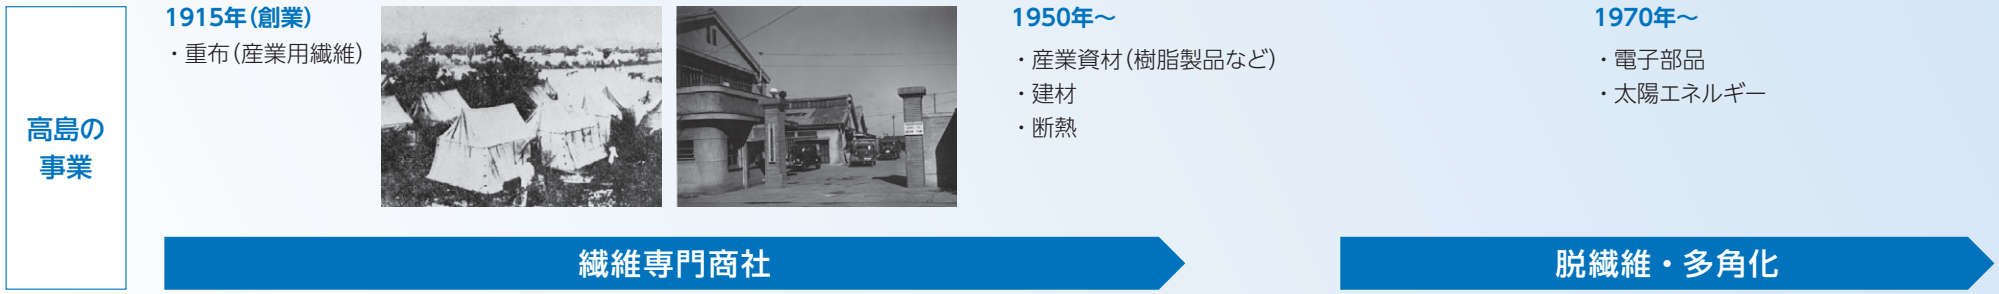 高島の
事業
1915年（創業）
・重布（産業用繊維）
1950年～
・産業資材（樹脂製品など）
・建材
・断熱
1970年～
・電子部品
・太陽エネルギー
繊維専門商社
脱繊維・多角化